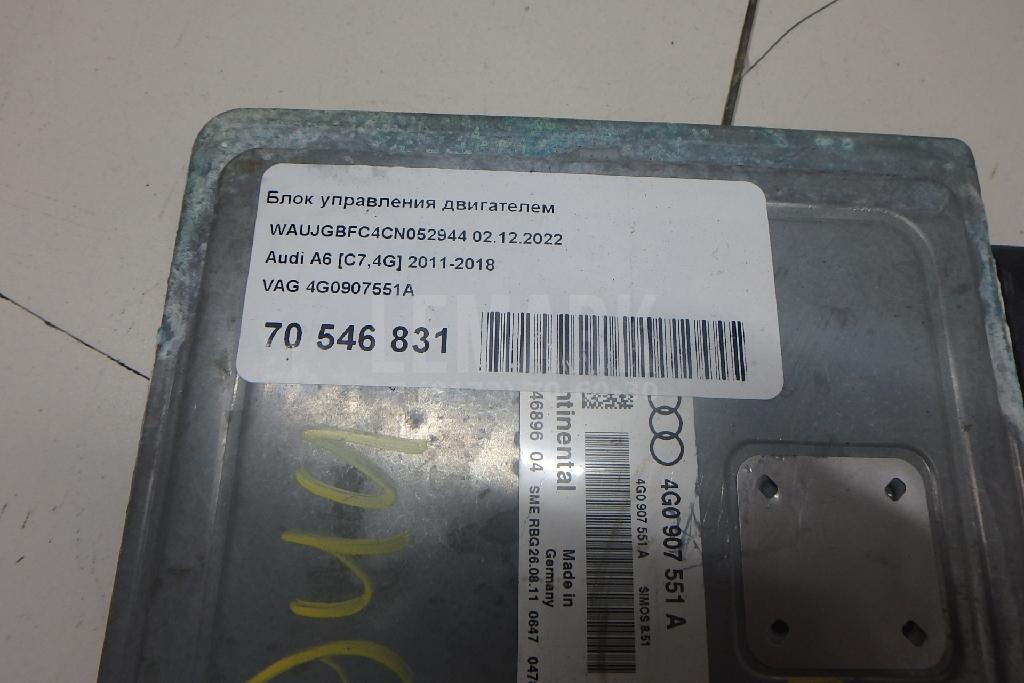 Блок управления двигателем
WAUJGBFC4CN052944 02.12.2022
Audi A6 [C7,4G] 2011-2018
VAG 4G0907551A
70 546 831
LEMARK
ntinental
46896 04 SME RBG26.08.11 0647 047
Made in
Germany
4G0 907 551 A SIMOS 8.51
4G0 907 551 A